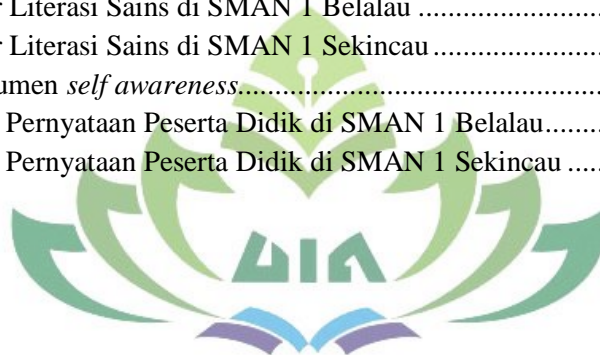 r Literasi Sains di SMAN 1 Belalau ..............................
r Literasi Sains di SMAN 1 Sekincau ............................
umen self awareness.....................................................
Pernyataan Peserta Didik di SMAN 1 Belalau........
Pernyataan Peserta Didik di SMAN 1 Sekincau .....
UIN